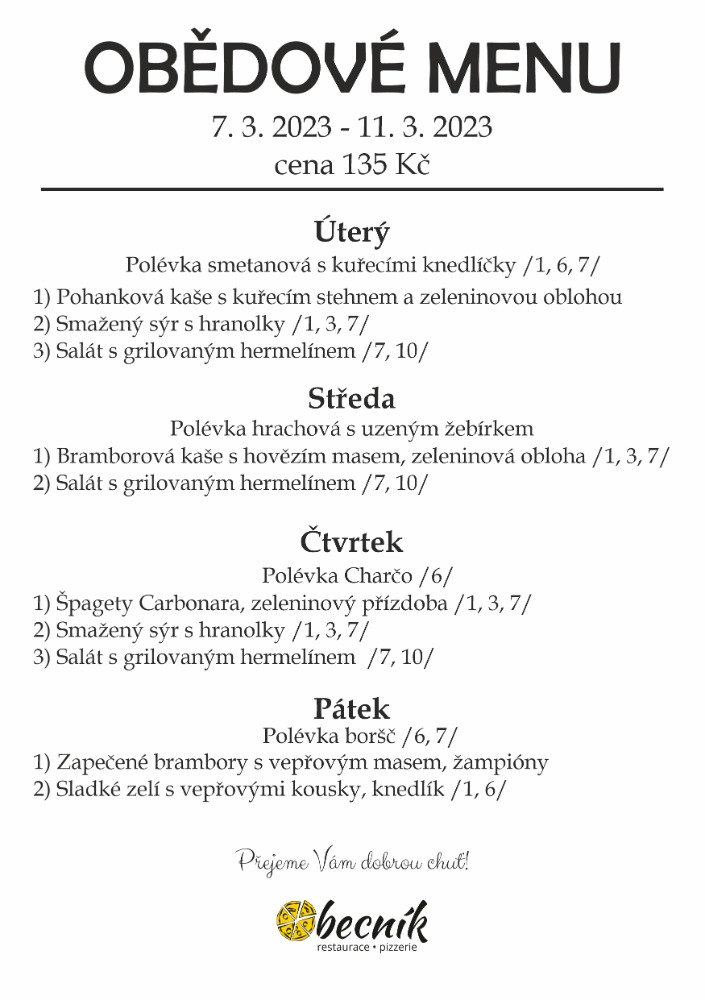 OBĚDOVÉ MENU
7. 3. 2023 - 11. 3. 2023
cena 135 Kč
Úterý
Polévka smetanová s kuřecími knedlíčky /1, 6, 7/
1) Pohanková kaše s kuřecím stehnem a zeleninovou oblohou
2) Smažený sýr s hranolky /1, 3, 7/
3) Salát s grilovaným hermelínem /7, 10/
Středa
Polévka hrachová s uzeným žebírkem
1) Bramborová kaše s hovězím masem, zeleninová obloha /1, 3, 7/
2) Salát s grilovaným hermelínem /7, 10/
Čtvrtek
Polévka Charčo /6/
1) Špagety Carbonara, zeleninový přízdoba /1, 3, 7/
2) Smažený sýr s hranolky /1, 3, 7/
3) Salát s grilovaným hermelínem /7, 10/
Pátek
Polévka boršč /6, 7/
1) Zapečené brambory s vepřovým masem, žampióny
2) Sladké zelí s vepřovými kousky, knedlík /1, 6/
Přejeme Vám dobrou chuť!
Obecník
restaurace • pizzerie